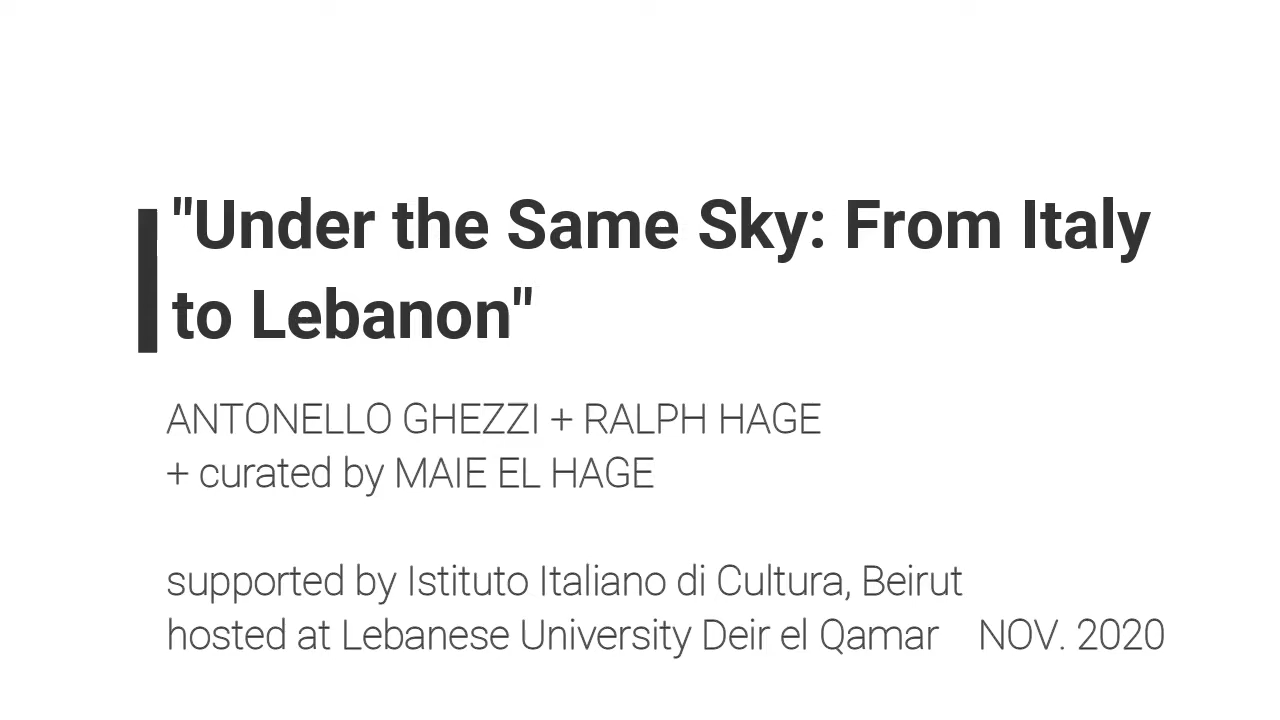 "Under the Same Sky: From Italy
to Lebanon"
ANTONELLO GHEZZI + RALPH HAGE
+ curated by MAIE EL HAGE
supported by Istituto Italiano di Cultura, Beirut
hosted at Lebanese University Deir el Qamar NOV. 2020